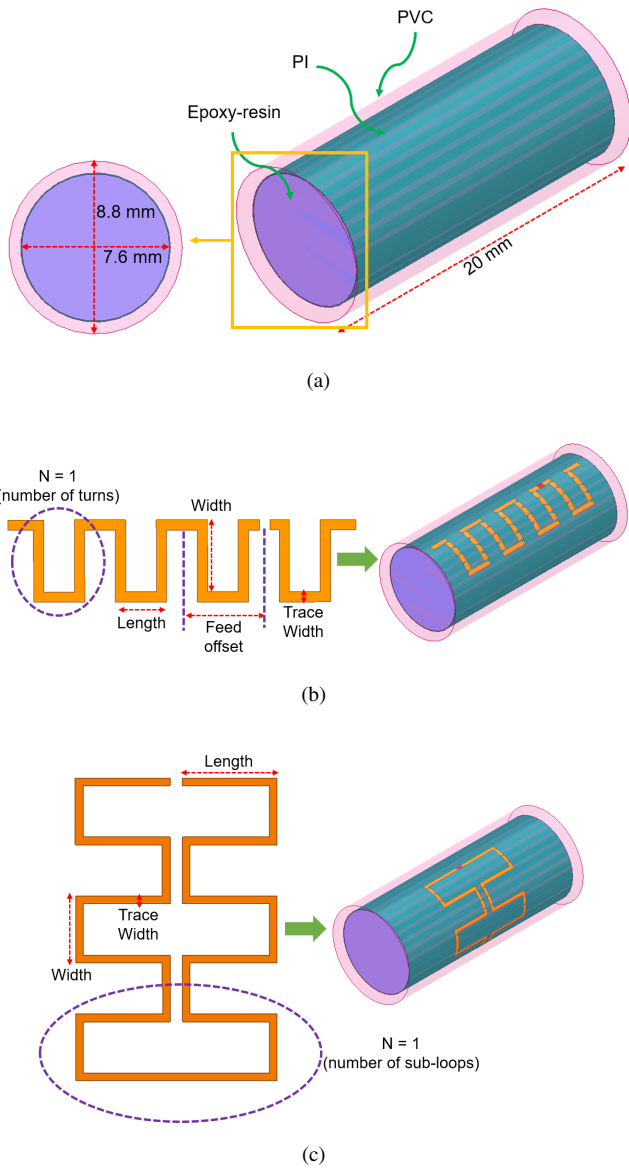 PVC
PI
Epoxy-resin
8.8 mm
7.6 mm
20 mm
(a)
N = 1
(number of turns)
Width
Length
Feed
offset
Trace
Width
(b)
Length
Trace
Width
Width
N = 1
(number of sub-loops)
(c)